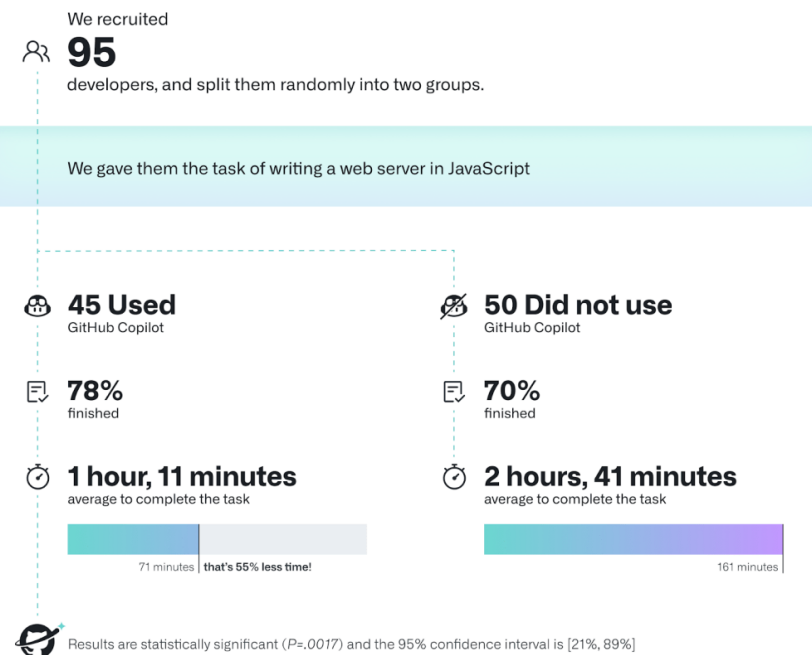 We recruited
95
developers, and split them randomly into two groups.
We gave them the task of writing a web server in JavaScript
45 Used
GitHub Copilot
78%
finished
1 hour, 11 minutes
average to complete the task
71 minutes
that's 55% less time!
50 Did not use
GitHub Copilot
70%
finished
2 hours, 41 minutes
average to complete the task
161 minutes
Results are statistically significant (P=.0017) and the 95% confidence interval is [21%, 89%]